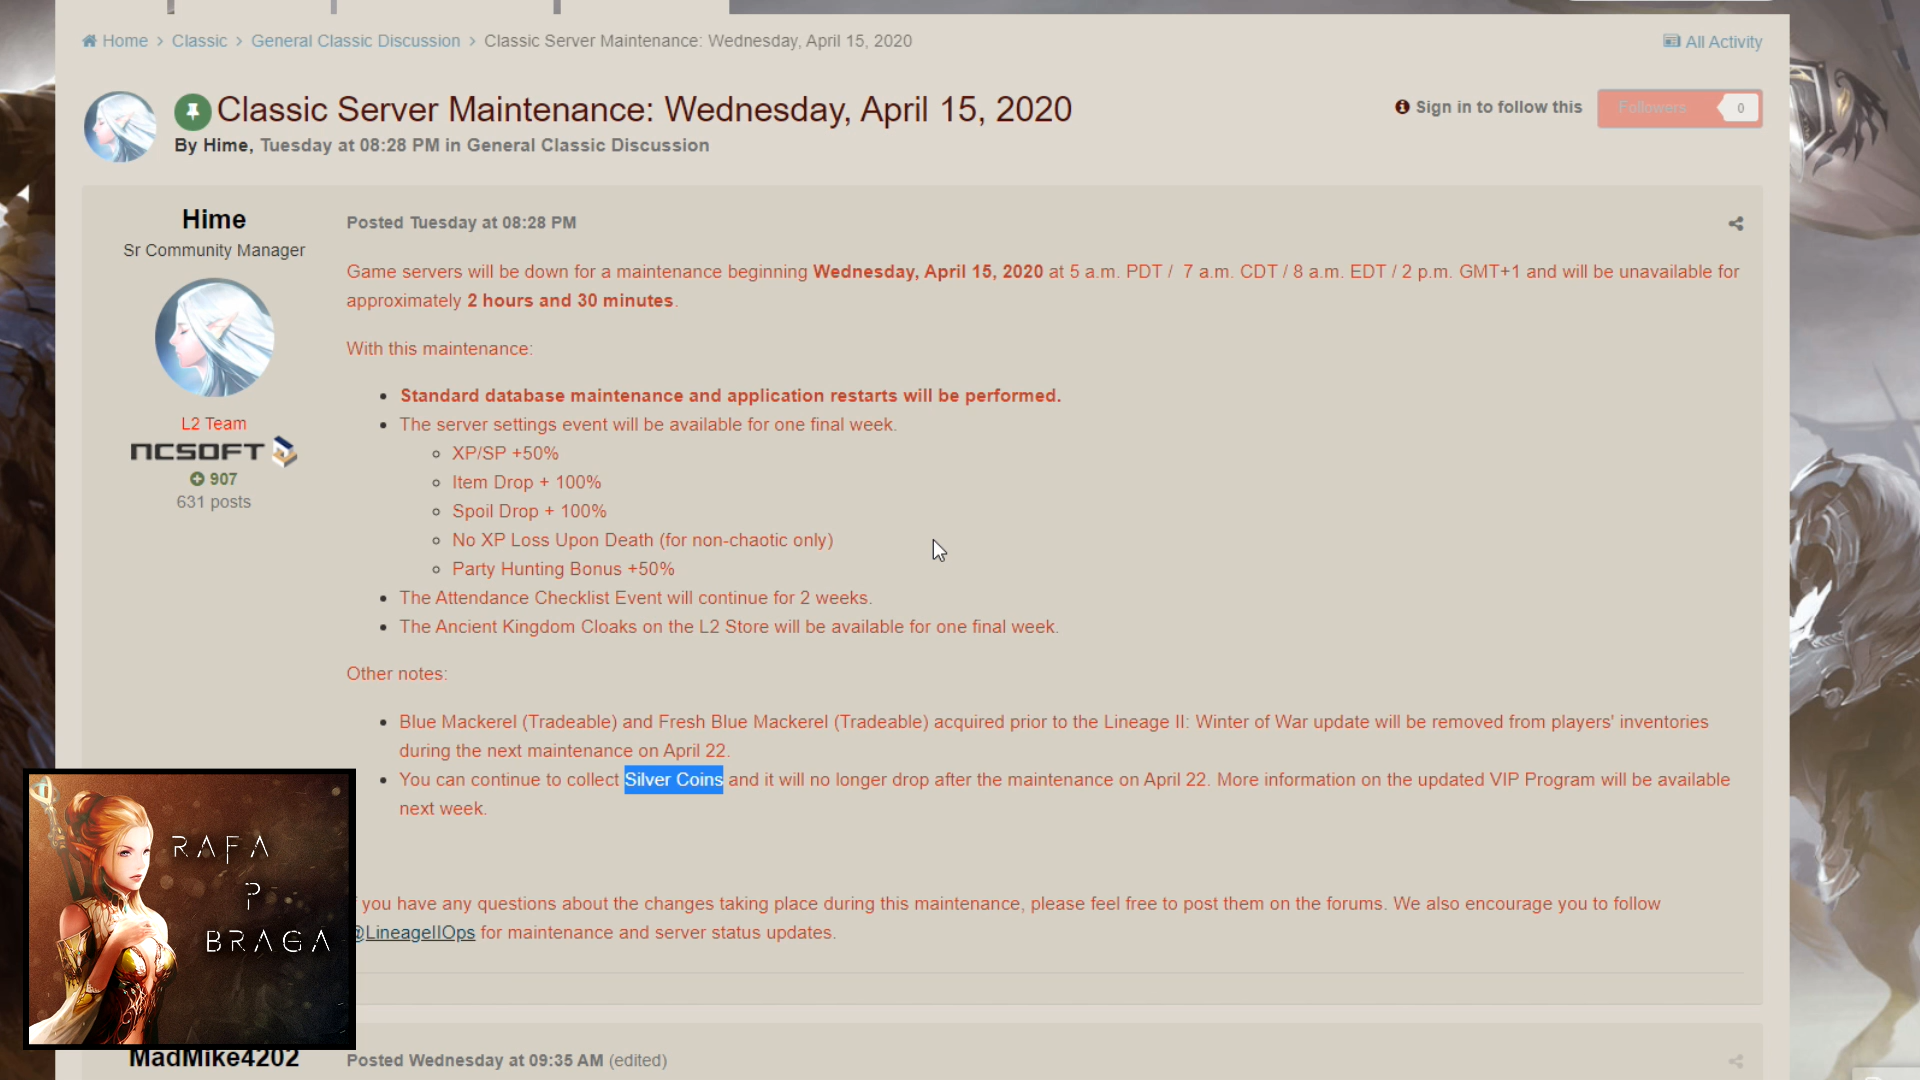 Home > Classic > General Classic Discussion > Classic Server Maintenance: Wednesday, April 15, 2020
All Activity
Classic Server Maintenance: Wednesday, April 15, 2020
By Hime, Tuesday at 08:28 PM in General Classic Discussion
Sign in to follow this
Followers 0
Hime
Sr Community Manager
L2 Team
NCSOFT
907
631 posts
Posted Tuesday at 08:28 PM
Game servers will be down for a maintenance beginning Wednesday, April 15, 2020 at 5 a.m. PDT / 7 a.m. CDT / 8 a.m. EDT / 2 p.m. GMT+1 and will be unavailable for
approximately 2 hours and 30 minutes.
With this maintenance:
Standard database maintenance and application restarts will be performed.
The server settings event will be available for one final week.
XP/SP +50%
Item Drop + 100%
Spoil Drop + 100%
No XP Loss Upon Death (for non-chaotic only)
Party Hunting Bonus +50%
The Attendance Checklist Event will continue for 2 weeks.
The Ancient Kingdom Cloaks on the L2 Store will be available for one final week.
Other notes:
Blue Mackerel (Tradeable) and Fresh Blue Mackerel (Tradeable) acquired prior to the Lineage II: Winter of War update will be removed from players' inventories
during the next maintenance on April 22.
You can continue to collect Silver Coins and it will no longer drop after the maintenance on April 22. More information on the updated VIP Program will be available
next week.
you have any questions about the changes taking place during this maintenance, please feel free to post them on the forums. We also encourage you to follow
@LineageIIOps for maintenance and server status updates.
RAFA
P
BRAGA
MadMike4202
Posted Wednesday at 09:35 AM (edited)